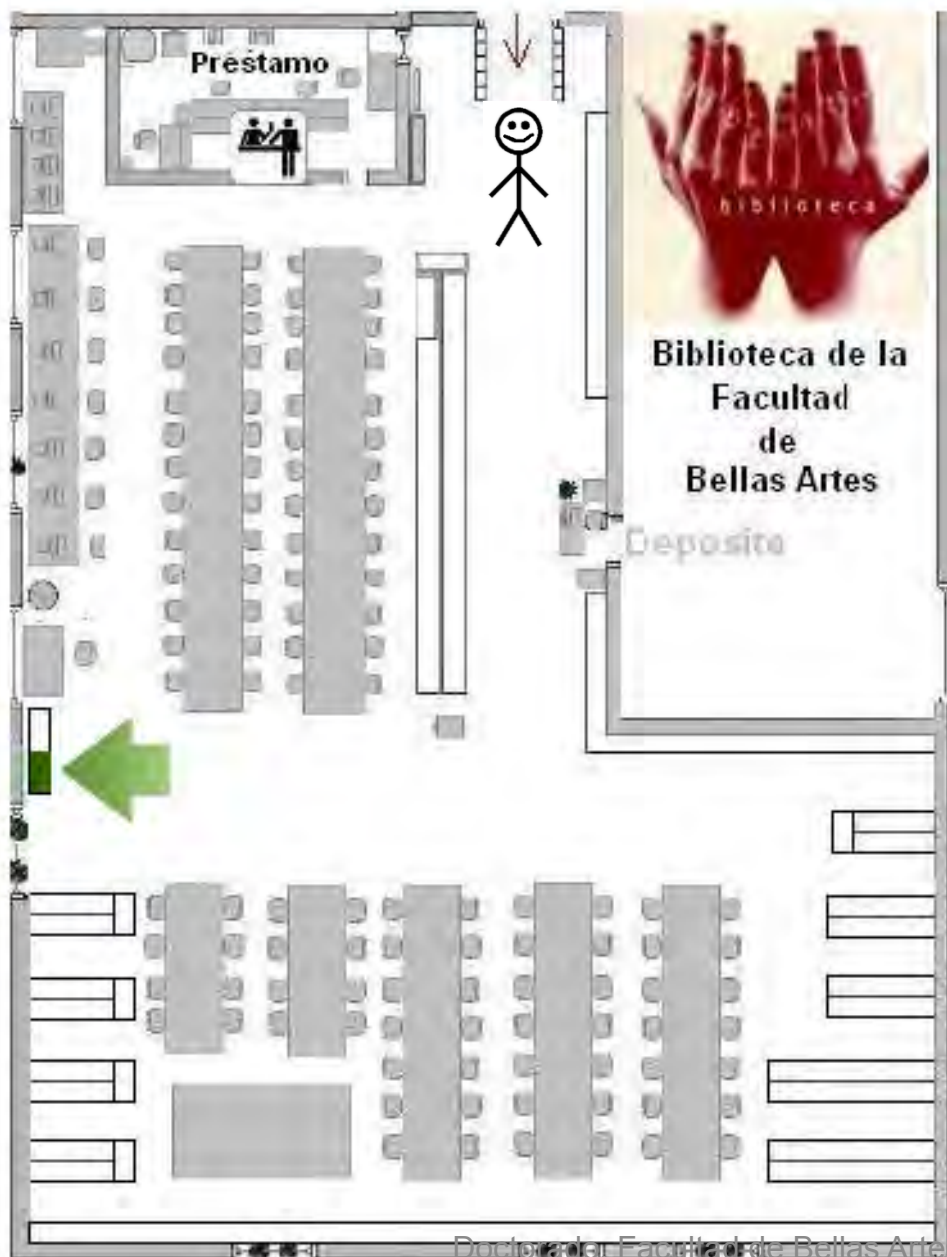 Préstamo
biblioteca
Biblioteca de la
Facultad
de
Bellas Artes
Deposito